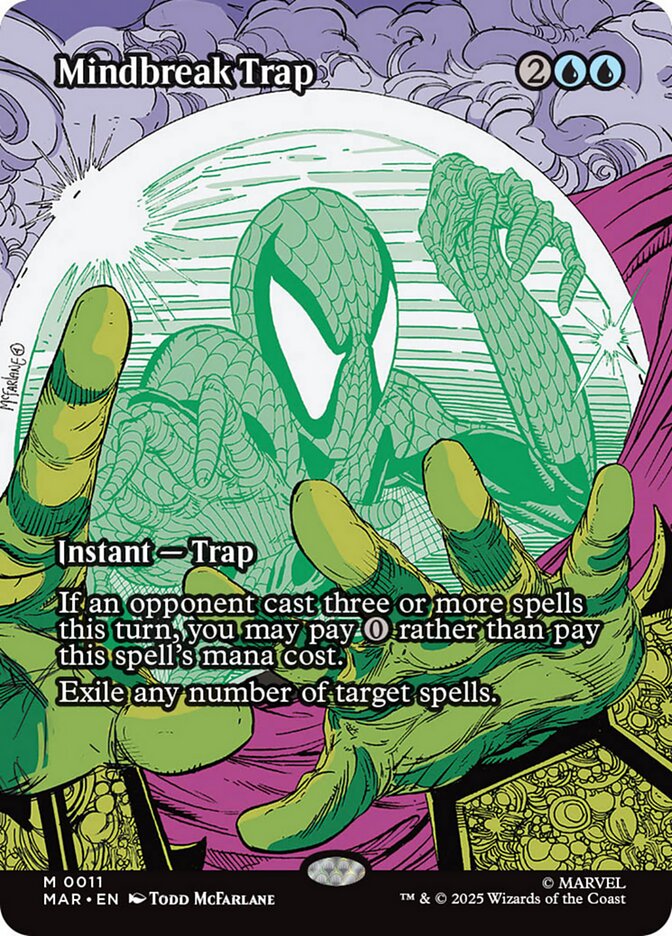 Mindbreak Trap 2
McFARLANE
Instant — Trap
If an opponent cast three or more spells
this turn, you may pay 0 rather than pay
this spell's mana cost.
Exile any number of target spells.
M 0011
MAR • EN Todd McFarlane
© MARVEL
™ & © 2025 Wizards of the Coast